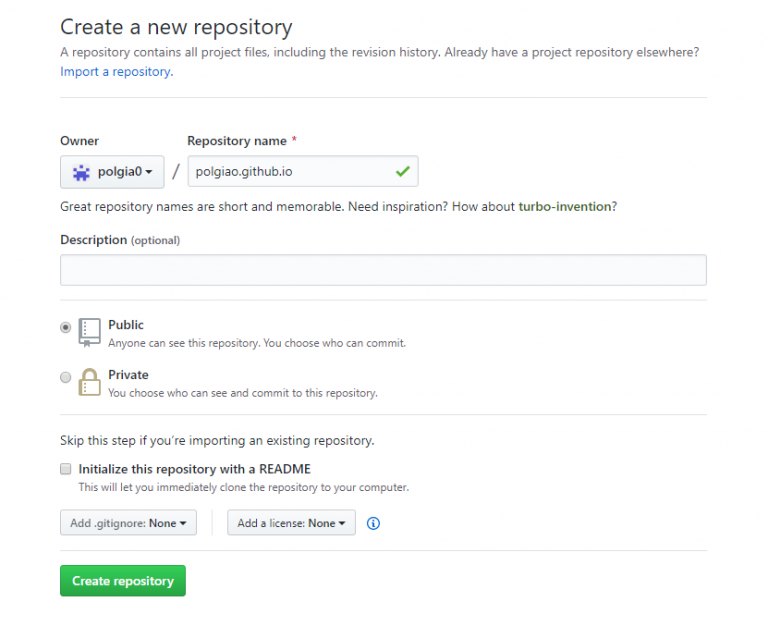 Create a new repository
A repository contains all project files, including the revision history. Already have a project repository elsewhere?
Import a repository.
Owner
Repository name *
polgia0
/
polgiao.github.io
Great repository names are short and memorable. Need inspiration? How about turbo-invention?
Description (optional)
Public
Anyone can see this repository. You choose who can commit.
Private
You choose who can see and commit to this repository.
Skip this step if you’re importing an existing repository.
Initialize this repository with a README
This will let you immediately clone the repository to your computer.
Add .gitignore: None
Add a license: None
Create repository